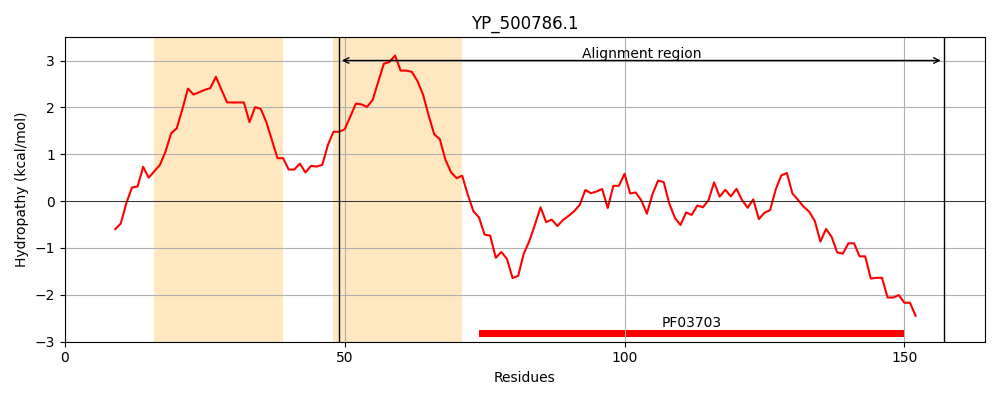 YP_500786.1
Alignment region
Hydropathy (kcal/mol)
3
2
1
0
−1
−2
−3
PF03703
0
50
100
150
Residues